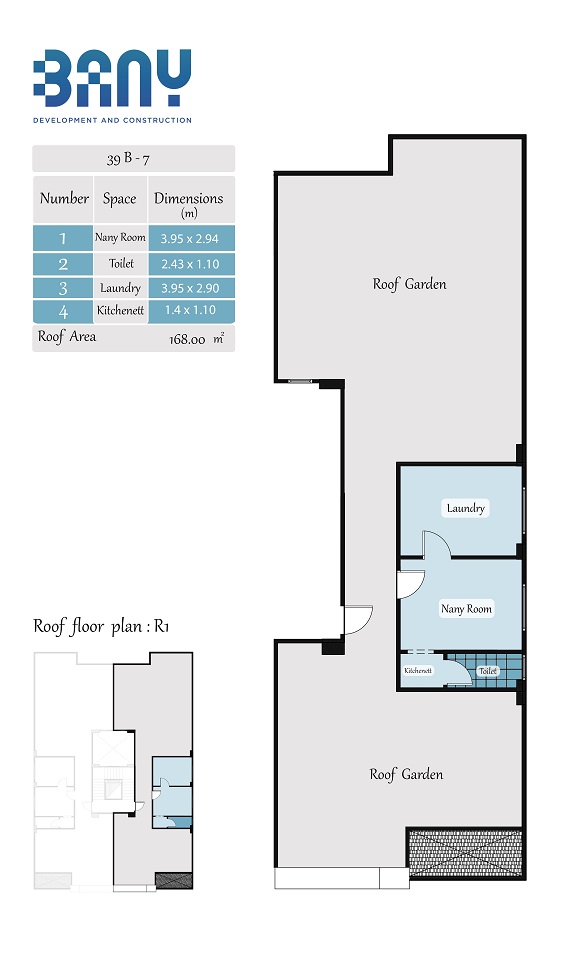 BANY
DEVELOPMENT AND CONSTRUCTION
39 B - 7
Number Space Dimensions
(m)
1 Nany Room 3.95 x 2.94
2 Toilet 2.43 x 1.10
3 Laundry 3.95 x 2.90
4 Kitchenett 1.4 x 1.10
Roof Area 168.00 m²
Roof Garden
Laundry
Nany Room
Kitchenett Toilet
Roof floor plan : R1
Roof Garden